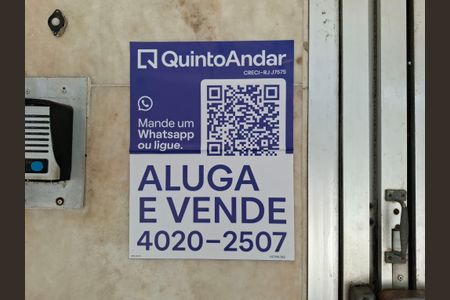 QuintoAndar
CRECI-RJ J7575
Mande um
Whatsapp
ou ligue.
ALUGA
E VENDE
4020-2507